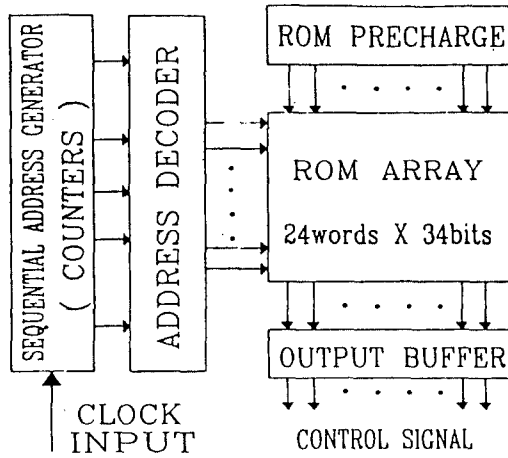 SEQUENTIAL ADDRESS GENERATOR
( COUNTERS )
ADDRESS DECODER
ROM PRECHARGE
ROM ARRAY
24words X 34bits
OUTPUT BUFFER
CLOCK
INPUT
CONTROL SIGNAL